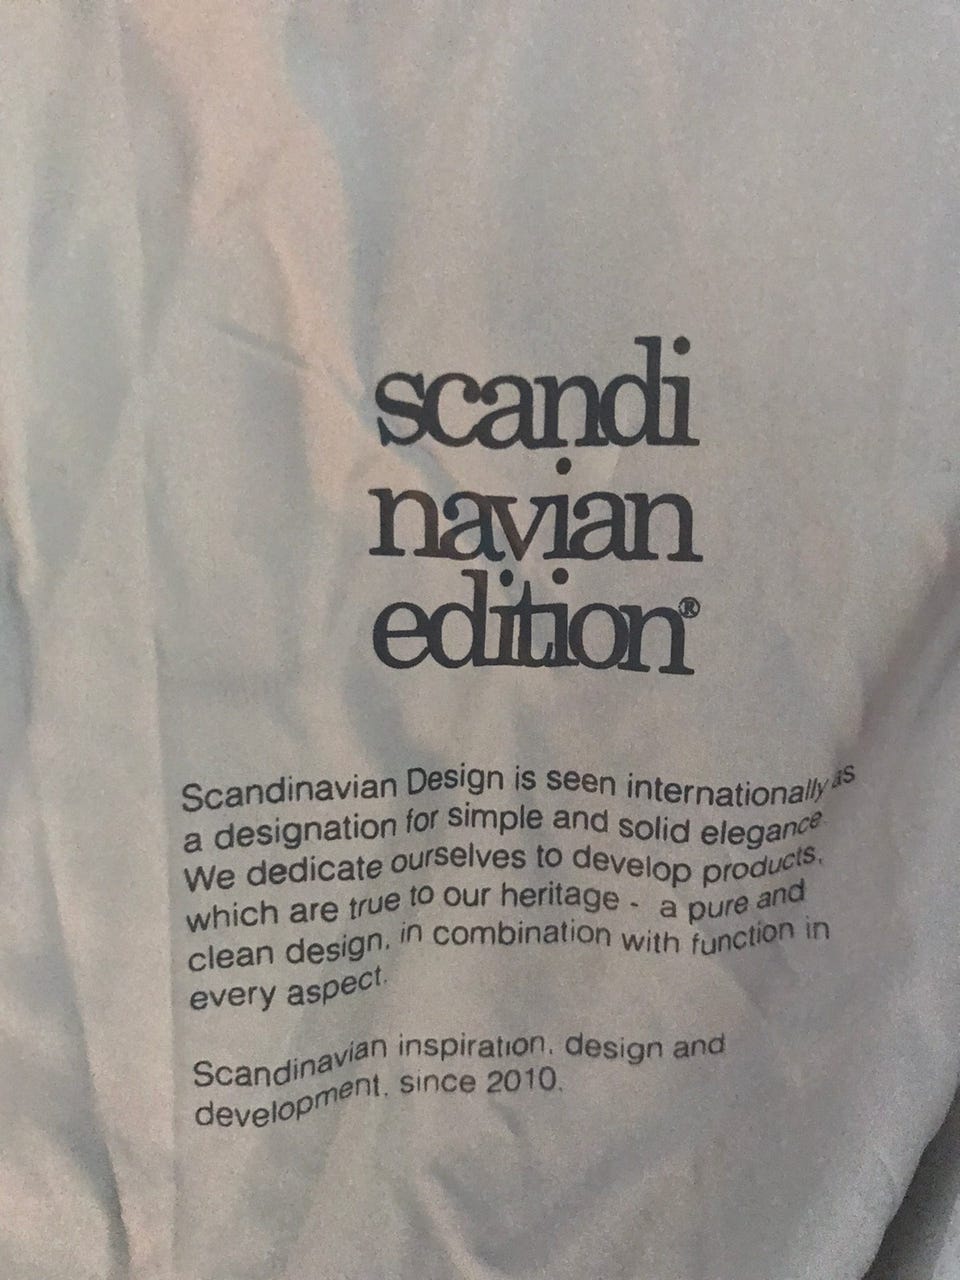 scandi
navian
edition®
Scandinavian Design is seen internationally as
a designation for simple and solid elegance.
We dedicate ourselves to develop products,
which are true to our heritage - a pure and
clean design, in combination with function in
every aspect.
Scandinavian inspiration, design and
development, since 2010.